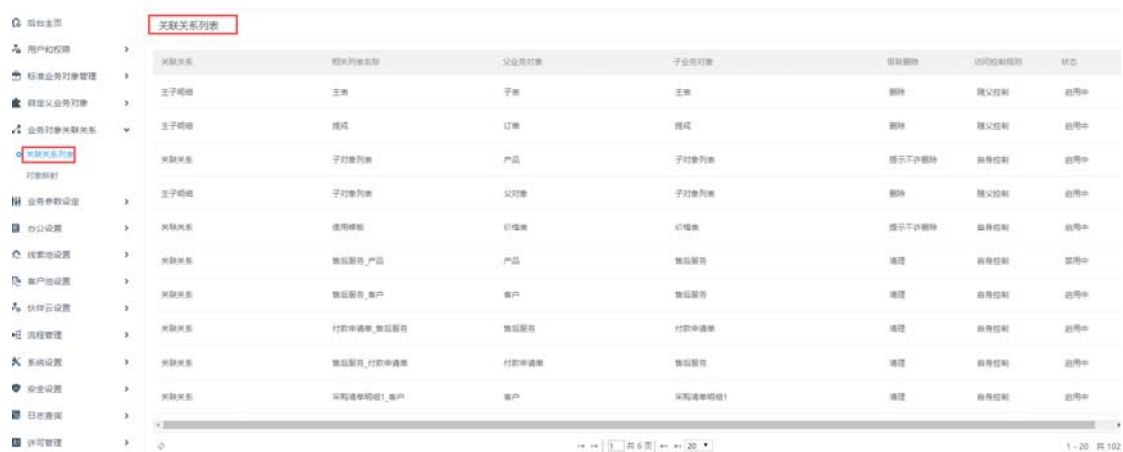 后台主页
用户和权限
标准业务对象管理
自定义业务对象
业务对象关联关系
关联关系列表
对象映射
业务参数设定
办公设置
线索池设置
客户池设置
伙伴云设置
流程管理
系统设置
安全设置
日志查询
许可管理
关联关系列表
关联关系 相关列表名称 父业务对象 子业务对象 级联删除 访问控制规则 状态
主子明细 主表 子表 主表 删除 随父控制 启用中
主子明细 提成 订单 提成 删除 随父控制 启用中
关联关系 子对象列表 产品 子对象列表 提示不许删除 自身控制 启用中
主子明细 子对象列表 父对象 子对象列表 删除 随父控制 启用中
关联关系 信用模板 价格表 价格表 提示不许删除 自身控制 启用中
关联关系 售后服务_产品 产品 售后服务 清理 自身控制 禁用中
关联关系 售后服务_客户 客户 售后服务 清理 自身控制 启用中
关联关系 付款申请单_售后服务 售后服务 付款申请单 清理 自身控制 启用中
关联关系 售后服务_付款申请单 付款申请单 售后服务 清理 自身控制 启用中
关联关系 采购清单明细1_客户 客户 采购清单明细1 清理 自身控制 启用中
1 共 6 页 20 1 - 20 共 102